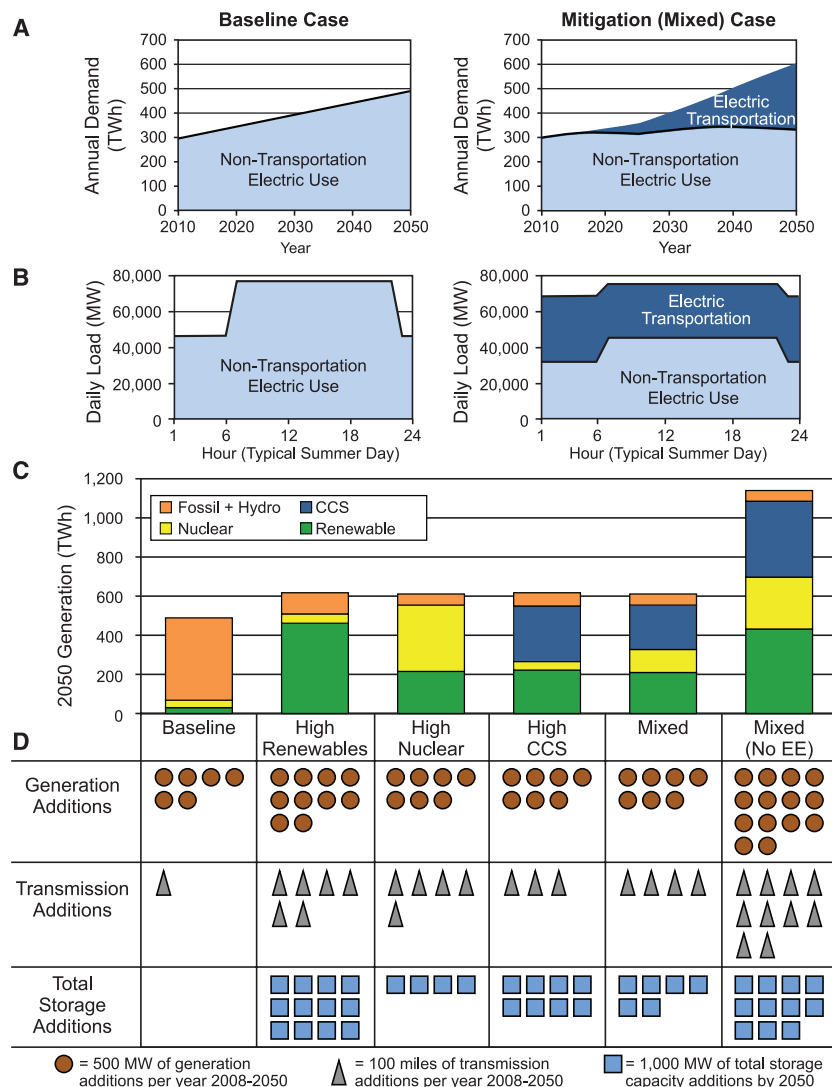 A
Baseline Case
Mitigation (Mixed) Case
Annual Demand
(TWh)
700
600
500
400
300
200
100
0
Non-Transportation
Electric Use
2010
2020
2030
2040
2050
Year
Annual Demand
(TWh)
700
600
500
400
300
200
100
0
Electric
Transportation
Non-Transportation
Electric Use
2010
2020
2030
2040
2050
Year
B
Daily Load (MW)
80,000
60,000
40,000
20,000
0
Non-Transportation
Electric Use
1
6
12
18
24
Hour (Typical Summer Day)
Daily Load (MW)
80,000
60,000
40,000
20,000
0
Electric
Transportation
Non-Transportation
Electric Use
1
6
12
18
24
Hour (Typical Summer Day)
C
2050 Generation (TWh)
1,200
1,000
800
600
400
200
0
Fossil + Hydro
CCS
Nuclear
Renewable
D
Baseline
High
Renewables
High
Nuclear
High
CCS
Mixed
Mixed
(No EE)
Generation
Additions
Transmission
Additions
Total
Storage
Additions
= 500 MW of generation
additions per year 2008-2050
= 100 miles of transmission
additions per year 2008-2050
= 1,000 MW of total storage
capacity additions by 2050